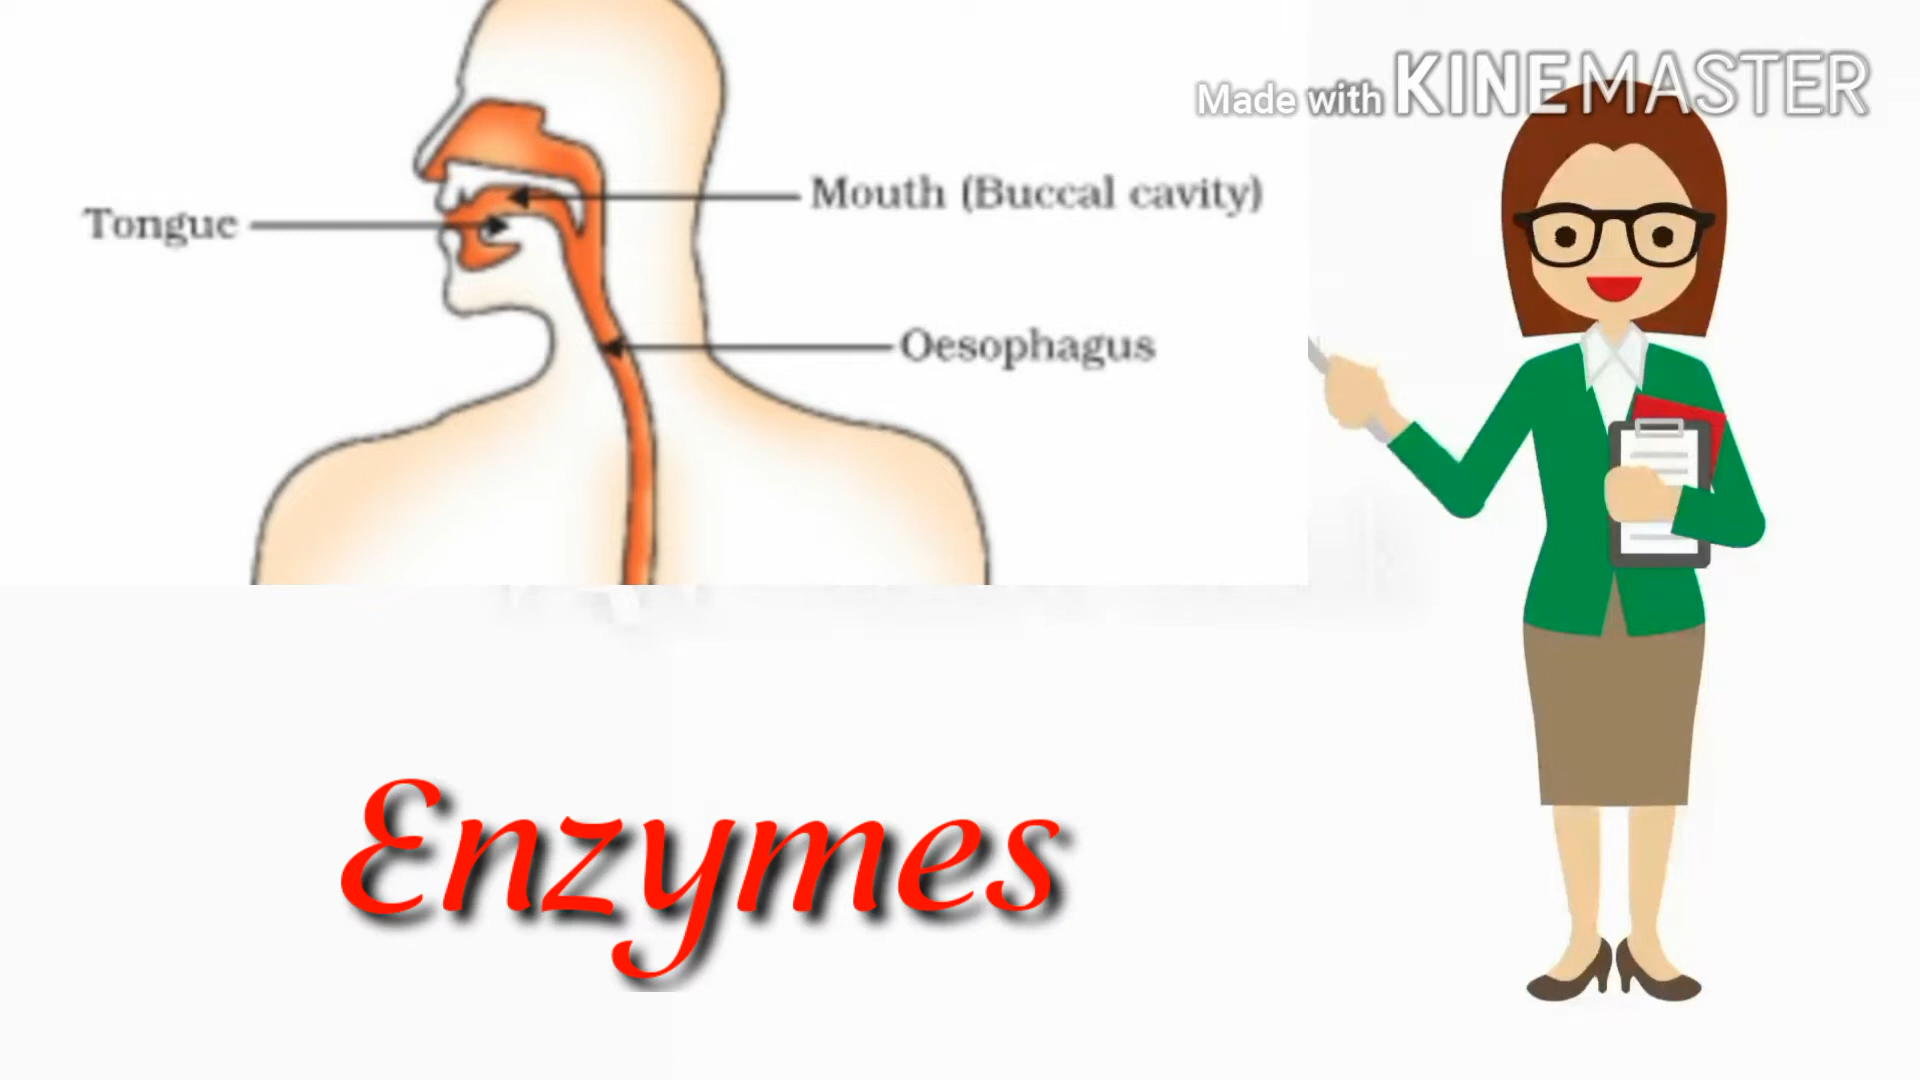 Made with KINEMASTER
Mouth (Buccal cavity)
Tongue
Oesophagus
Enzymes